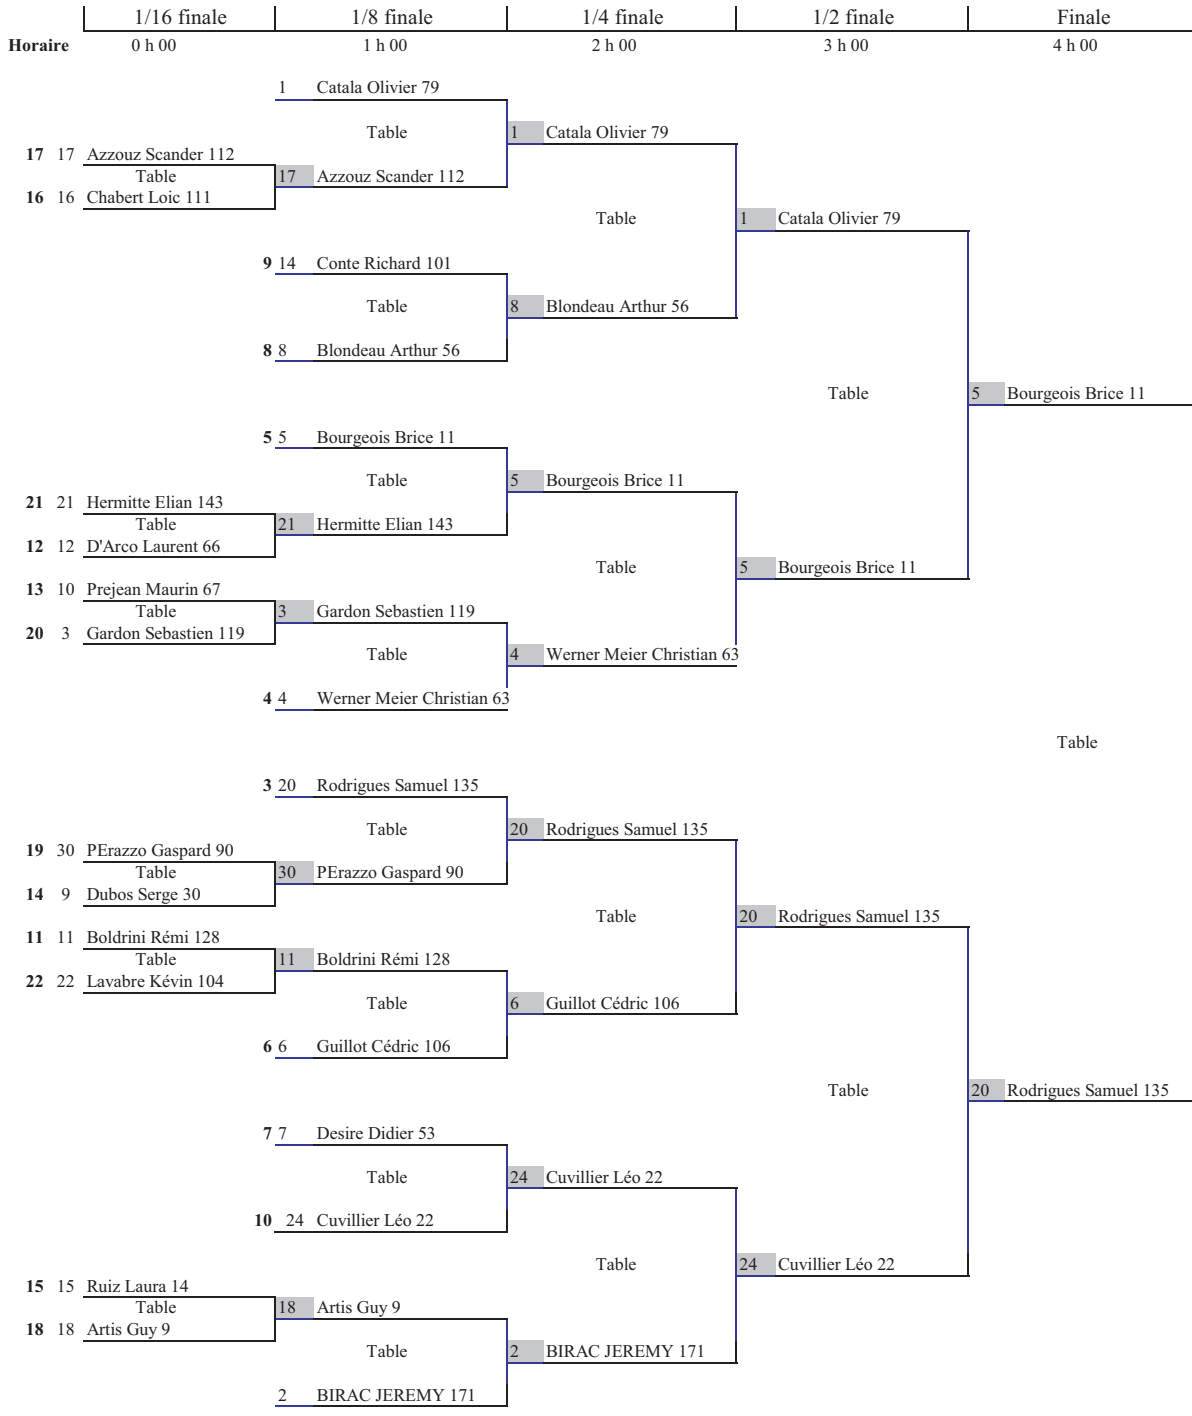 1/16 finale 1/8 finale 1/4 finale 1/2 finale Finale
Horaire 0 h 00 1 h 00 2 h 00 3 h 00 4 h 00
1 Catala Olivier 79
Table 1 Catala Olivier 79
17 17 Azzouz Scander 112
Table 17 Azzouz Scander 112
16 16 Chabert Loic 111
Table 1 Catala Olivier 79
9 14 Conte Richard 101
Table 8 Blondeau Arthur 56
8 8 Blondeau Arthur 56
Table 5 Bourgeois Brice 11
5 5 Bourgeois Brice 11
Table 5 Bourgeois Brice 11
21 21 Hermitte Elian 143
Table 21 Hermitte Elian 143
12 12 D'Arco Laurent 66
Table 5 Bourgeois Brice 11
13 10 Prejean Maurin 67
Table 3 Gardon Sebastien 119
20 3 Gardon Sebastien 119
Table 4 Werner Meier Christian 63
4 4 Werner Meier Christian 63
Table
3 20 Rodrigues Samuel 135
Table 20 Rodrigues Samuel 135
19 30 PErazzo Gaspard 90
Table 30 PErazzo Gaspard 90
14 9 Dubos Serge 30
Table 20 Rodrigues Samuel 135
11 11 Boldrini Rémi 128
Table 11 Boldrini Rémi 128
22 22 Lavabre Kévin 104
Table 6 Guillot Cédric 106
6 6 Guillot Cédric 106
Table 20 Rodrigues Samuel 135
7 7 Desire Didier 53
Table 24 Cuvillier Léo 22
10 24 Cuvillier Léo 22
Table 24 Cuvillier Léo 22
15 15 Ruiz Laura 14
Table 18 Artis Guy 9
18 18 Artis Guy 9
Table 2 BIRAC JEREMY 171
2 BIRAC JEREMY 171